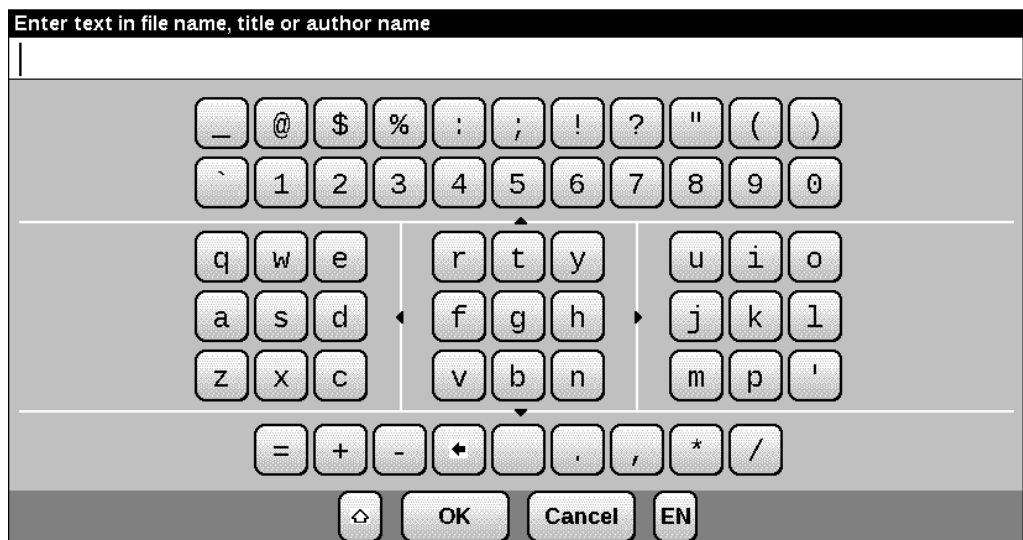 Enter text in file name, title or author name
_ @ $ % : ; ! ? " ( )
` 1 2 3 4 5 6 7 8 9 0
q w e r t y u i o
a s d f g h j k l
z x c v b n m p '
= + - . , * /
OK Cancel EN